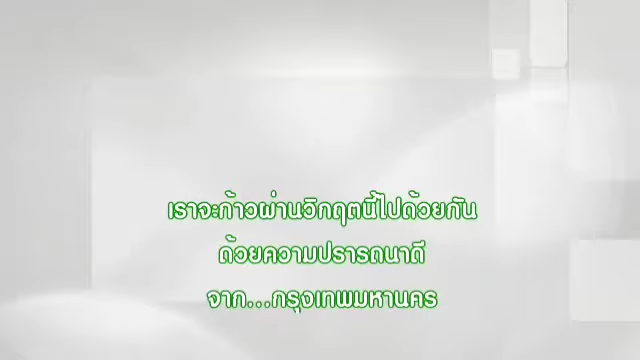 เราจะก้าวผ่านวิกฤตนี้ไปด้วยกัน
ด้วยความปรารถนาดี
จาก...กรุงเทพมหานคร